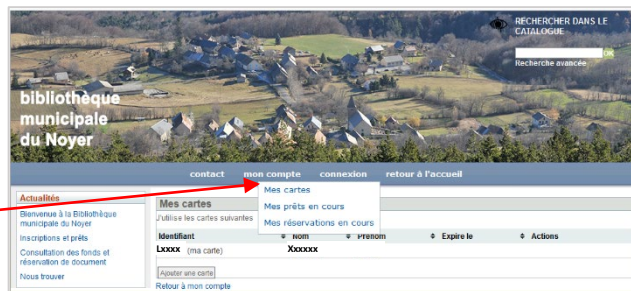 RECHERCHER DANS LE
CATALOGUE
OK
Recherche avancée
bibliothèque
municipale
du Noyer
contact mon compte connexion retour à l'accueil
Mes cartes
Mes prêts en cours
Mes réservations en cours
Actualités
Bienvenue à la Bibliothèque
municipale du Noyer
Inscriptions et prêts
Consultation des fonds et
réservation de document
Nous trouver
Mes cartes
J'utilise les cartes suivantes
Identifiant Nom Prénom Expire le Actions
Lxxxx (ma carte) Xxxxxx
Ajouter une carte
Retour à mon compte